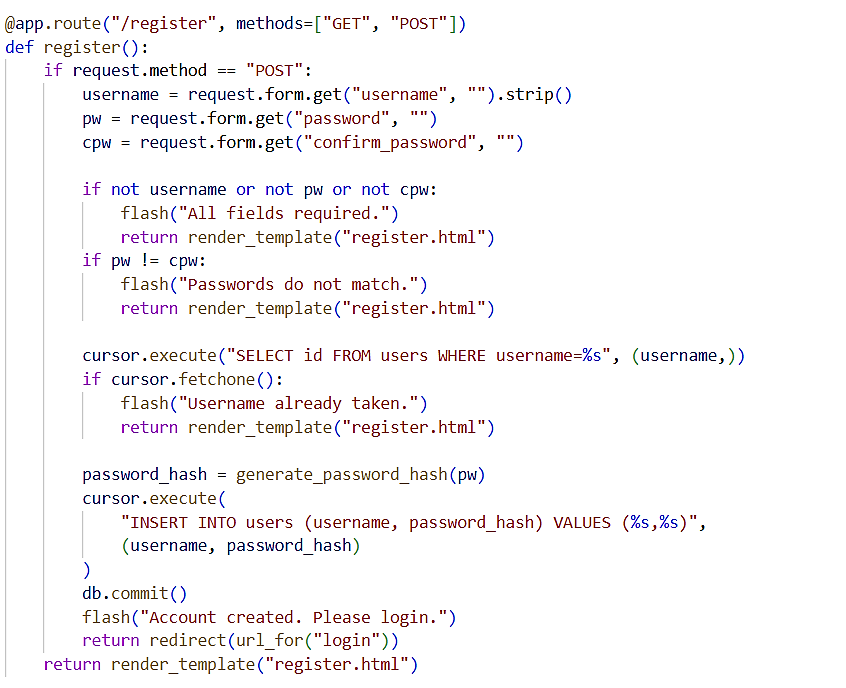 @app.route("/register", methods=["GET", "POST"])
def register():
    if request.method == "POST":
        username = request.form.get("username", "").strip()
        pw = request.form.get("password", "")
        cpw = request.form.get("confirm_password", "")

        if not username or not pw or not cpw:
            flash("All fields required.")
            return render_template("register.html")
        if pw != cpw:
            flash("Passwords do not match.")
            return render_template("register.html")

        cursor.execute("SELECT id FROM users WHERE username=%s", (username,))
        if cursor.fetchone():
            flash("Username already taken.")
            return render_template("register.html")

        password_hash = generate_password_hash(pw)
        cursor.execute(
            "INSERT INTO users (username, password_hash) VALUES (%s,%s)",
            (username, password_hash)
        )
        db.commit()
        flash("Account created. Please login.")
        return redirect(url_for("login"))
    return render_template("register.html")